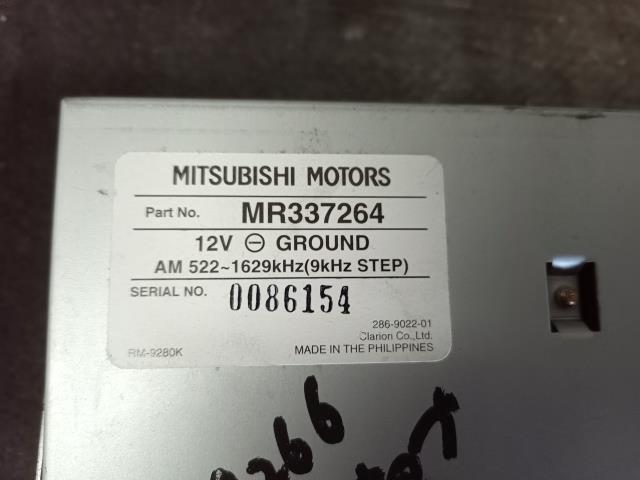 MITSUBISHI MOTORS
Part No. MR337264
12V ⊖ GROUND
AM 522~1629kHz(9kHz STEP)
SERIAL NO. 0086154
286-9022-01
Clarion Co.,Ltd.
RM-9280K MADE IN THE PHILIPPINES